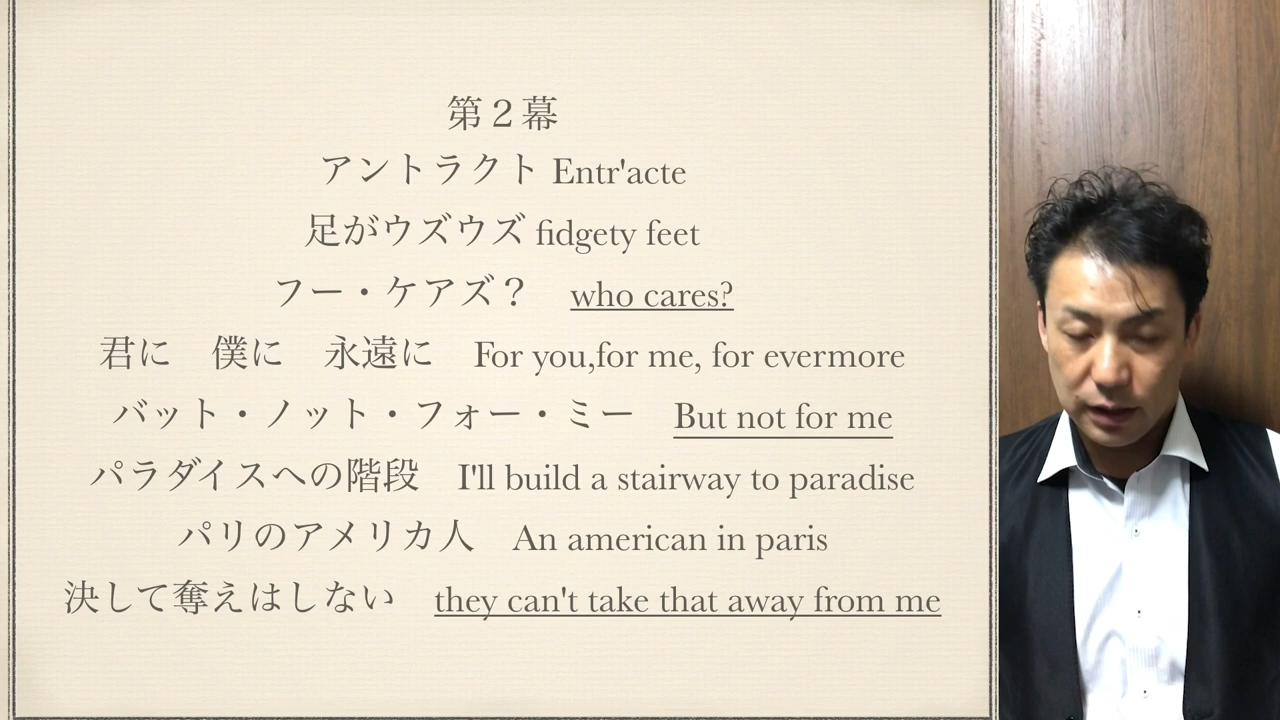 第２幕
アントラクト Entr'acte
足がウズウズ fidgety feet
フー・ケアズ？　who cares?
君に　僕に　永遠に　For you,for me, for evermore
バット・ノット・フォー・ミー　But not for me
パラダイスへの階段　I'll build a stairway to paradise
パリのアメリカ人　An american in paris
決して奪えはしない　they can't take that away from me